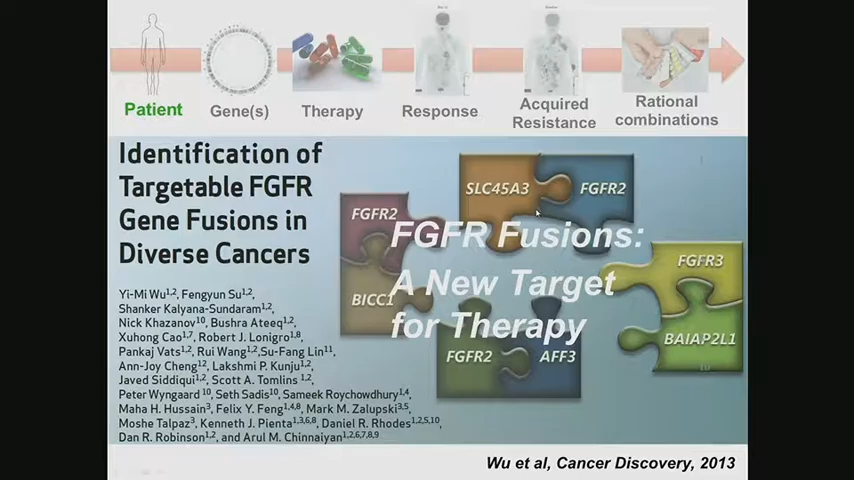 Patient
Gene(s)
Therapy
Response
Acquired
Resistance
Rational
combinations
Identification of
Targetable FGFR
Gene Fusions in
Diverse Cancers
Yi-Mi Wu1,2, Fengyun Su1,2,
Shanker Kalyana-Sundaram1,2,
Nick Khazanov10, Bushra Ateeq1,2,
Xuhong Cao1,7, Robert J. Lonigro1,8,
Pankaj Vats1,2, Rui Wang1,2,Su-Fang Lin11,
Ann-Joy Cheng12, Lakshmi P. Kunju1,2,
Javed Siddiqui1,2, Scott A. Tomlins 1,2,
Peter Wyngaard 10, Seth Sadis10, Sameek Roychowdhury1,4,
Maha H. Hussain3, Felix Y. Feng1,4,8, Mark M. Zalupski3,5,
Moshe Talpaz3, Kenneth J. Pienta1,3,6,8, Daniel R. Rhodes1,2,5,10,
Dan R. Robinson1,2, and Arul M. Chinnaiyan1,2,6,7,8,9
SLC45A3
FGFR2
FGFR2
BICC1
FGFR Fusions:
A New Target
for Therapy
FGFR3
BAIAP2L1
FGFR2
AFF3
Wu et al, Cancer Discovery, 2013